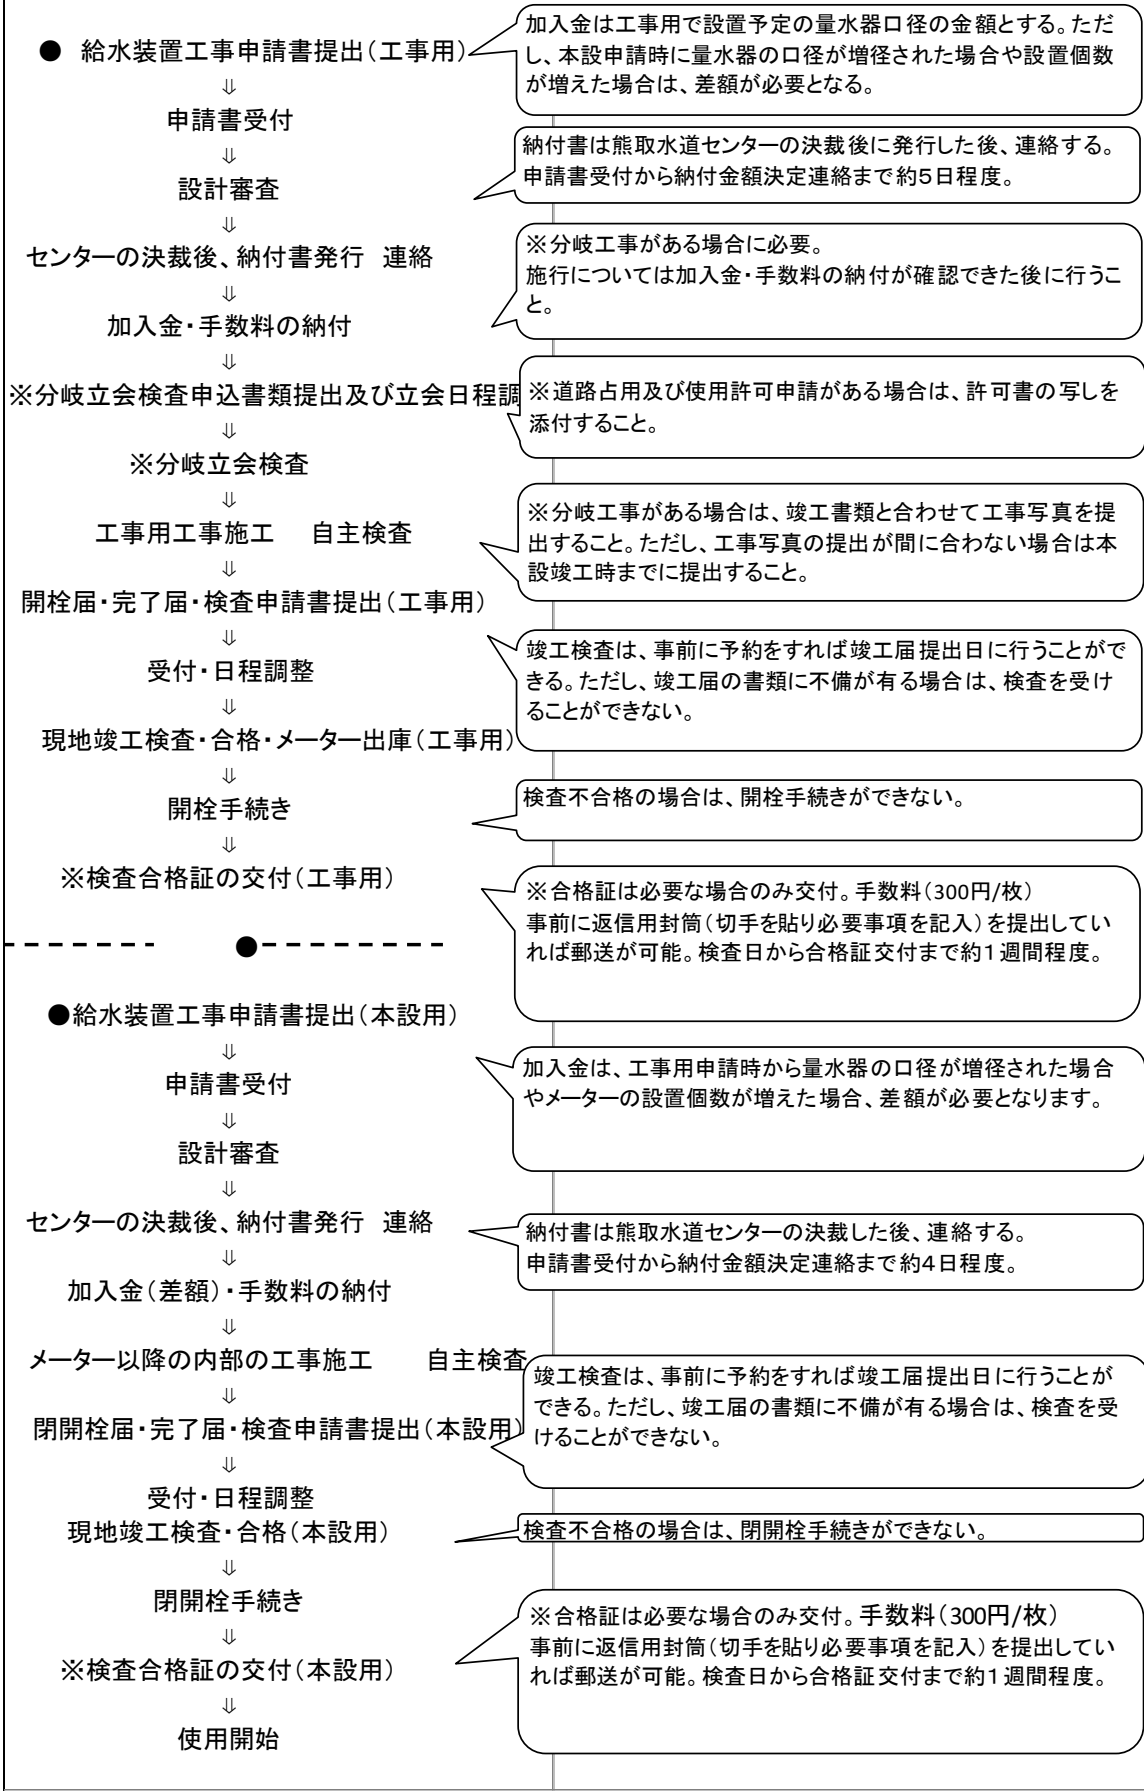 ● 給水装置工事申請書提出(工事用)
加入金は工事用で設置予定の量水器口径の金額とする。ただ
し、本設申請時に量水器の口径が増径された場合や設置個数
が増えた場合は、差額が必要となる。
⇓
申請書受付
⇓
設計審査
納付書は熊取水道センターの決裁後に発行した後、連絡する。
申請書受付から納付金額決定連絡まで約5日程度。
⇓
センターの決裁後、納付書発行 連絡
⇓
加入金・手数料の納付
※分岐工事がある場合に必要。
施行については加入金・手数料の納付が確認できた後に行うこ
と。
⇓
※分岐立会検査申込書類提出及び立会日程調
※道路占用及び使用許可申請がある場合は、許可書の写しを
添付すること。
⇓
※分岐立会検査
⇓
工事用工事施工 自主検査
※分岐工事がある場合は、竣工書類と合わせて工事写真を提
出すること。ただし、工事写真の提出が間に合わない場合は本
設竣工時までに提出すること。
⇓
開栓届・完了届・検査申請書提出(工事用)
竣工検査は、事前に予約をすれば竣工届提出日に行うことがで
きる。ただし、竣工届の書類に不備が有る場合は、検査を受け
ることができない。
⇓
受付・日程調整
⇓
現地竣工検査・合格・メーター出庫(工事用)
⇓
開栓手続き
検査不合格の場合は、開栓手続きができない。
⇓
※検査合格証の交付(工事用)
※合格証は必要な場合のみ交付。手数料(300円/枚)
事前に返信用封筒(切手を貼り必要事項を記入)を提出してい
れば郵送が可能。検査日から合格証交付まで約1週間程度。
●
●給水装置工事申請書提出(本設用)
⇓
申請書受付
加入金は、工事用申請時から量水器の口径が増径された場合
やメーターの設置個数が増えた場合、差額が必要となります。
⇓
設計審査
⇓
センターの決裁後、納付書発行 連絡
納付書は熊取水道センターの決裁した後、連絡する。
申請書受付から納付金額決定連絡まで約4日程度。
⇓
加入金(差額)・手数料の納付
⇓
メーター以降の内部の工事施工 自主検査
⇓
閉開栓届・完了届・検査申請書提出(本設用)
竣工検査は、事前に予約をすれば竣工届提出日に行うことが
できる。ただし、竣工届の書類に不備が有る場合は、検査を受
けることができない。
⇓
受付・日程調整
現地竣工検査・合格(本設用)
検査不合格の場合は、閉開栓手続きができない。
⇓
閉開栓手続き
⇓
※検査合格証の交付(本設用)
※合格証は必要な場合のみ交付。手数料(300円/枚)
事前に返信用封筒(切手を貼り必要事項を記入)を提出してい
れば郵送が可能。検査日から合格証交付まで約1週間程度。
⇓
使用開始